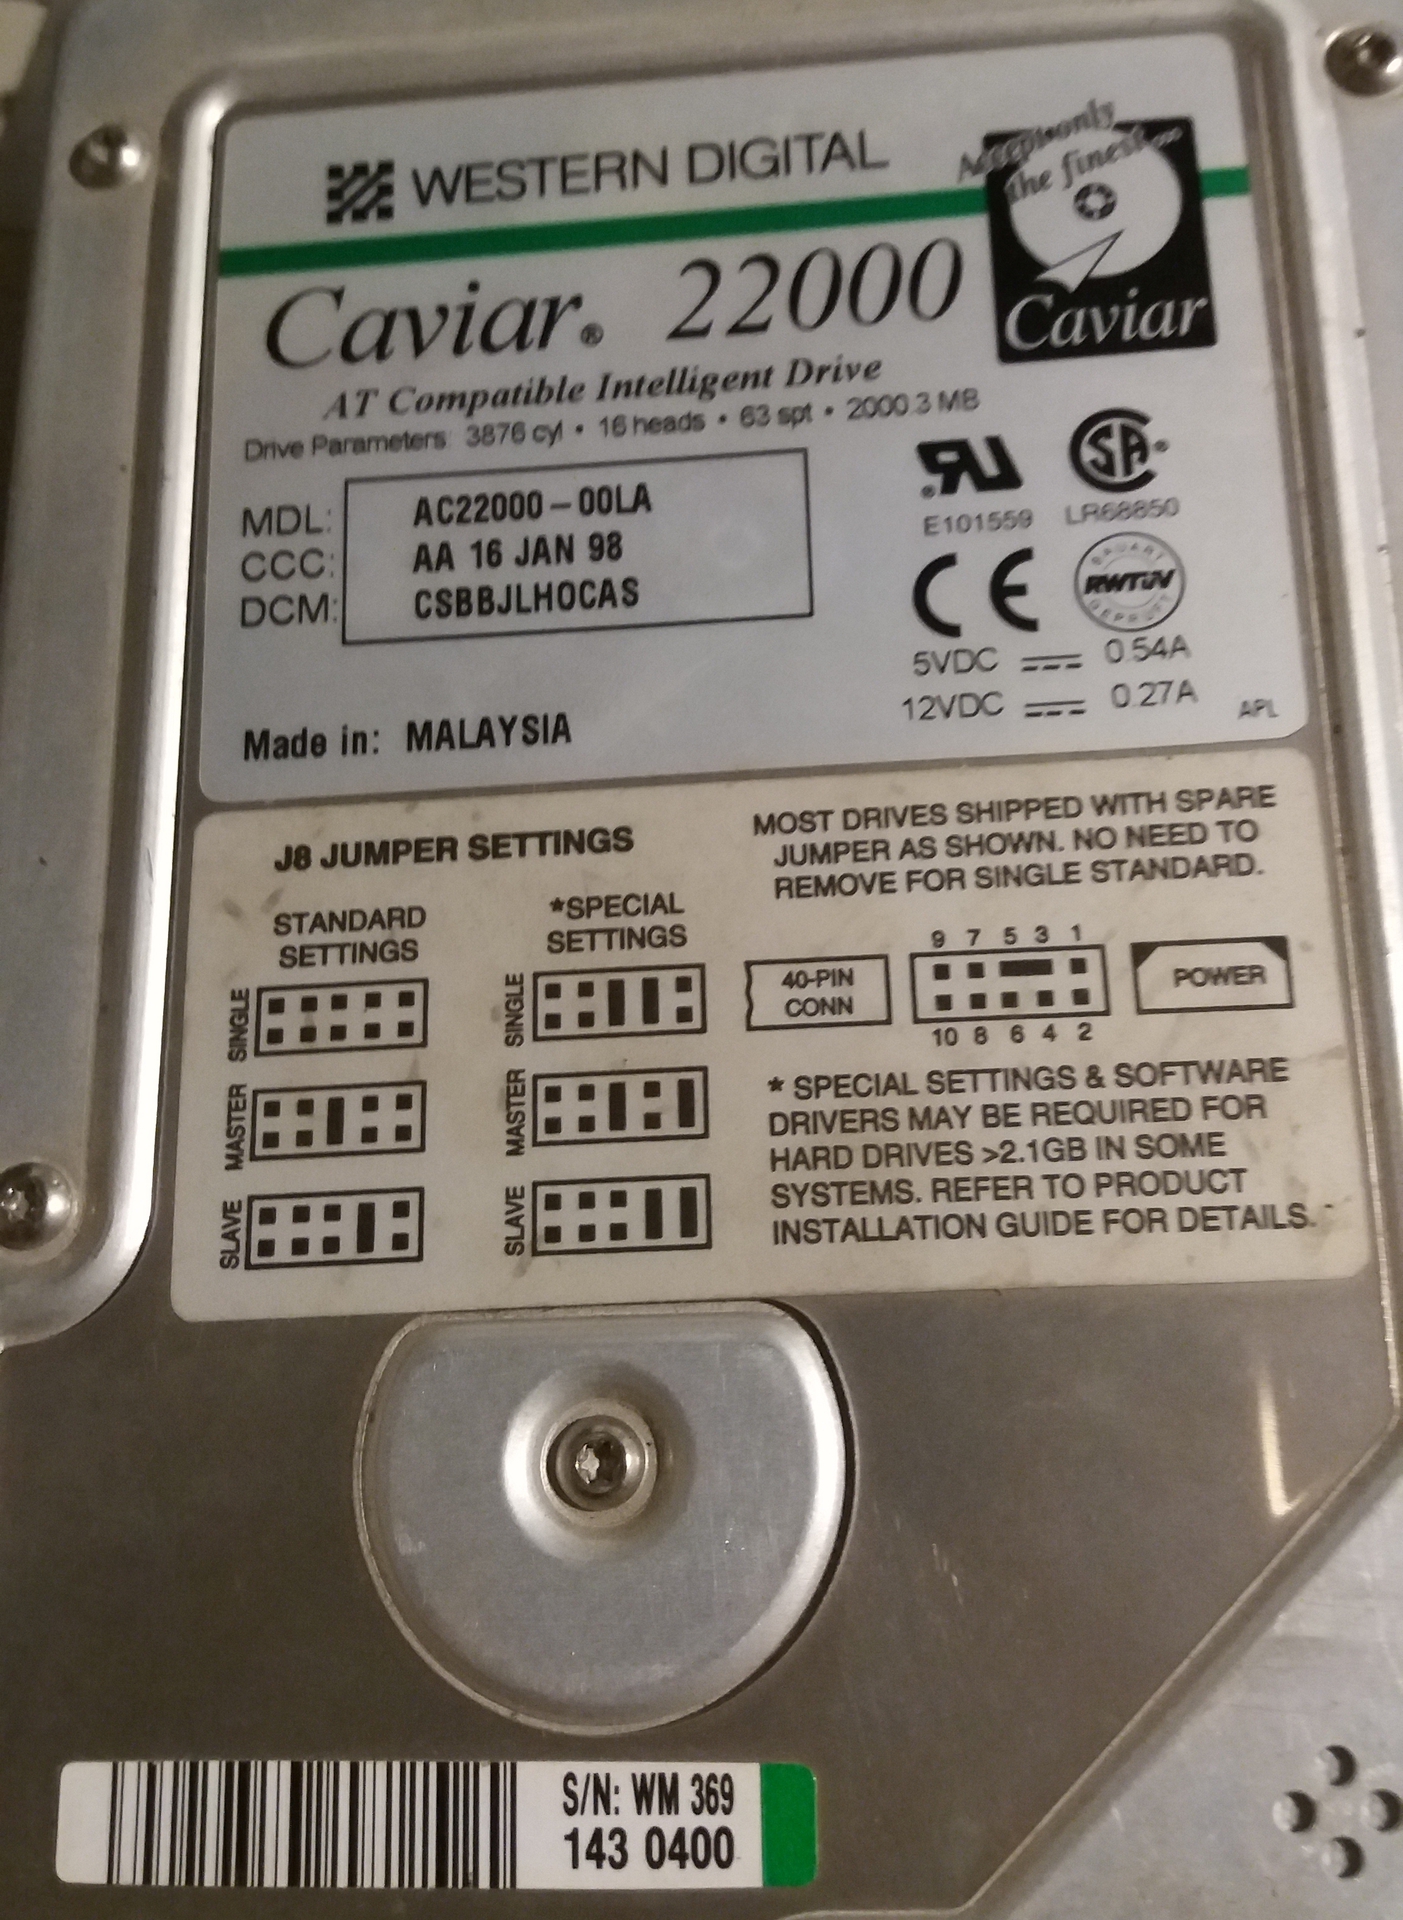 WESTERN DIGITAL
Accept only
the finest...
Caviar
Caviar® 22000
AT Compatible Intelligent Drive
Drive Parameters: 3876 cyl • 16 heads • 63 spt • 2000.3 MB
MDL: AC22000-00LA
CCC: AA 16 JAN 98
DCM: CSBBJLHOCAS
E101559
LR68850
CE
RWTÜV
5VDC 0.54A
12VDC 0.27A
APL
Made in: MALAYSIA
J8 JUMPER SETTINGS
STANDARD
SETTINGS
SINGLE
MASTER
SLAVE
*SPECIAL
SETTINGS
SINGLE
MASTER
SLAVE
MOST DRIVES SHIPPED WITH SPARE
JUMPER AS SHOWN. NO NEED TO
REMOVE FOR SINGLE STANDARD.
9 7 5 3 1
40-PIN
CONN
POWER
10 8 6 4 2
* SPECIAL SETTINGS & SOFTWARE
DRIVERS MAY BE REQUIRED FOR
HARD DRIVES >2.1GB IN SOME
SYSTEMS. REFER TO PRODUCT
INSTALLATION GUIDE FOR DETAILS.
S/N: WM 369
143 0400